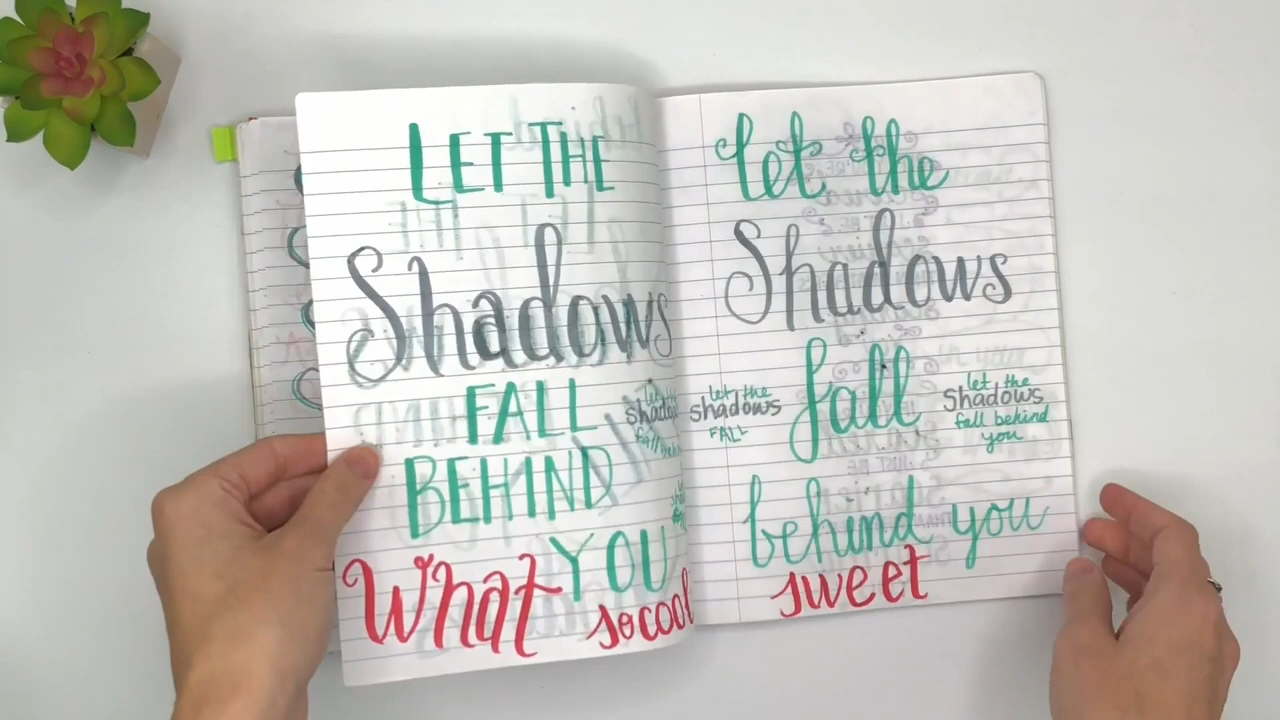 LET THE
Shadows
FALL
BEHIND
YOU
What
so cool
let the
Shadows
fall
behind you
sweet
let the
shadows
FALL
let the
Shadows
fall behind
you